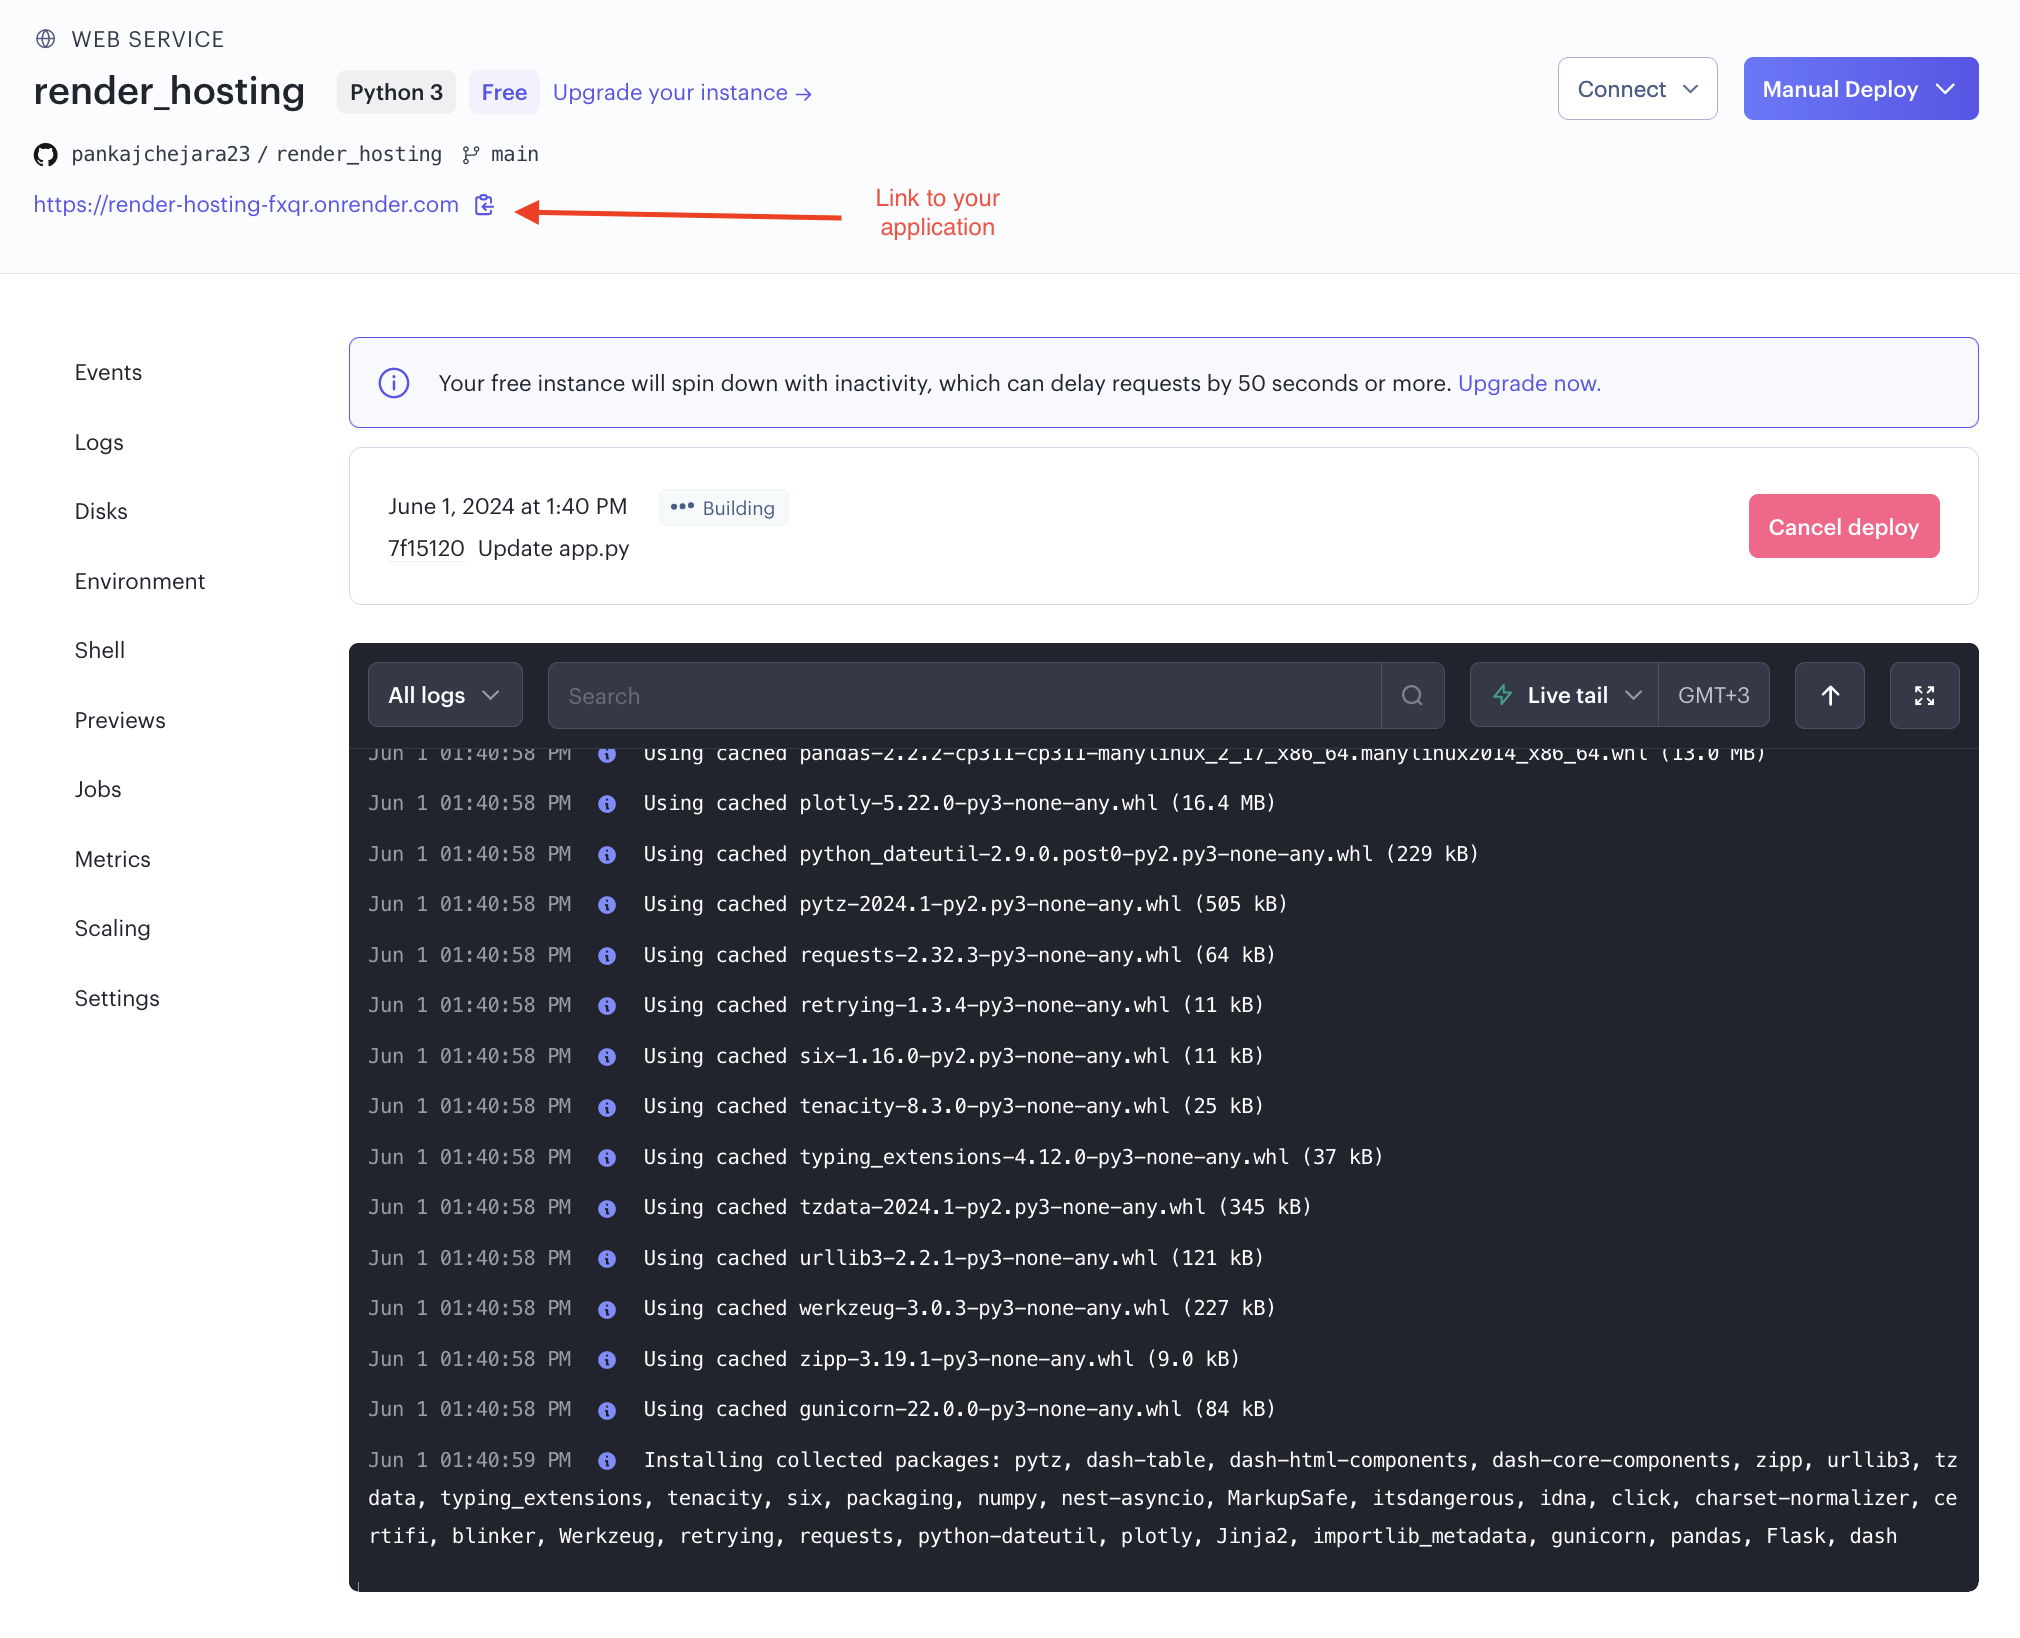 WEB SERVICE
render_hosting Python 3 Free Upgrade your instance →
Connect
Manual Deploy
pankajchejara23 / render_hosting main
https://render-hosting-fxqr.onrender.com
Link to your
application
Events
Logs
Disks
Environment
Shell
Previews
Jobs
Metrics
Scaling
Settings
Your free instance will spin down with inactivity, which can delay requests by 50 seconds or more. Upgrade now.
June 1, 2024 at 1:40 PM ••• Building
7f15120 Update app.py
Cancel deploy
All logs Search Live tail GMT+3
Jun 1 01:40:58 PM Using cached pandas-2.2.2-cp311-cp311-manylinux_2_17_x86_64.manylinux2014_x86_64.whl (13.0 MB)
Jun 1 01:40:58 PM Using cached plotly-5.22.0-py3-none-any.whl (16.4 MB)
Jun 1 01:40:58 PM Using cached python_dateutil-2.9.0.post0-py2.py3-none-any.whl (229 kB)
Jun 1 01:40:58 PM Using cached pytz-2024.1-py2.py3-none-any.whl (505 kB)
Jun 1 01:40:58 PM Using cached requests-2.32.3-py3-none-any.whl (64 kB)
Jun 1 01:40:58 PM Using cached retrying-1.3.4-py3-none-any.whl (11 kB)
Jun 1 01:40:58 PM Using cached six-1.16.0-py2.py3-none-any.whl (11 kB)
Jun 1 01:40:58 PM Using cached tenacity-8.3.0-py3-none-any.whl (25 kB)
Jun 1 01:40:58 PM Using cached typing_extensions-4.12.0-py3-none-any.whl (37 kB)
Jun 1 01:40:58 PM Using cached tzdata-2024.1-py2.py3-none-any.whl (345 kB)
Jun 1 01:40:58 PM Using cached urllib3-2.2.1-py3-none-any.whl (121 kB)
Jun 1 01:40:58 PM Using cached werkzeug-3.0.3-py3-none-any.whl (227 kB)
Jun 1 01:40:58 PM Using cached zipp-3.19.1-py3-none-any.whl (9.0 kB)
Jun 1 01:40:58 PM Using cached gunicorn-22.0.0-py3-none-any.whl (84 kB)
Jun 1 01:40:59 PM Installing collected packages: pytz, dash-table, dash-html-components, dash-core-components, zipp, urllib3, tz
data, typing_extensions, tenacity, six, packaging, numpy, nest-asyncio, MarkupSafe, itsdangerous, idna, click, charset-normalizer, ce
rtifi, blinker, Werkzeug, retrying, requests, python-dateutil, plotly, Jinja2, importlib_metadata, gunicorn, pandas, Flask, dash